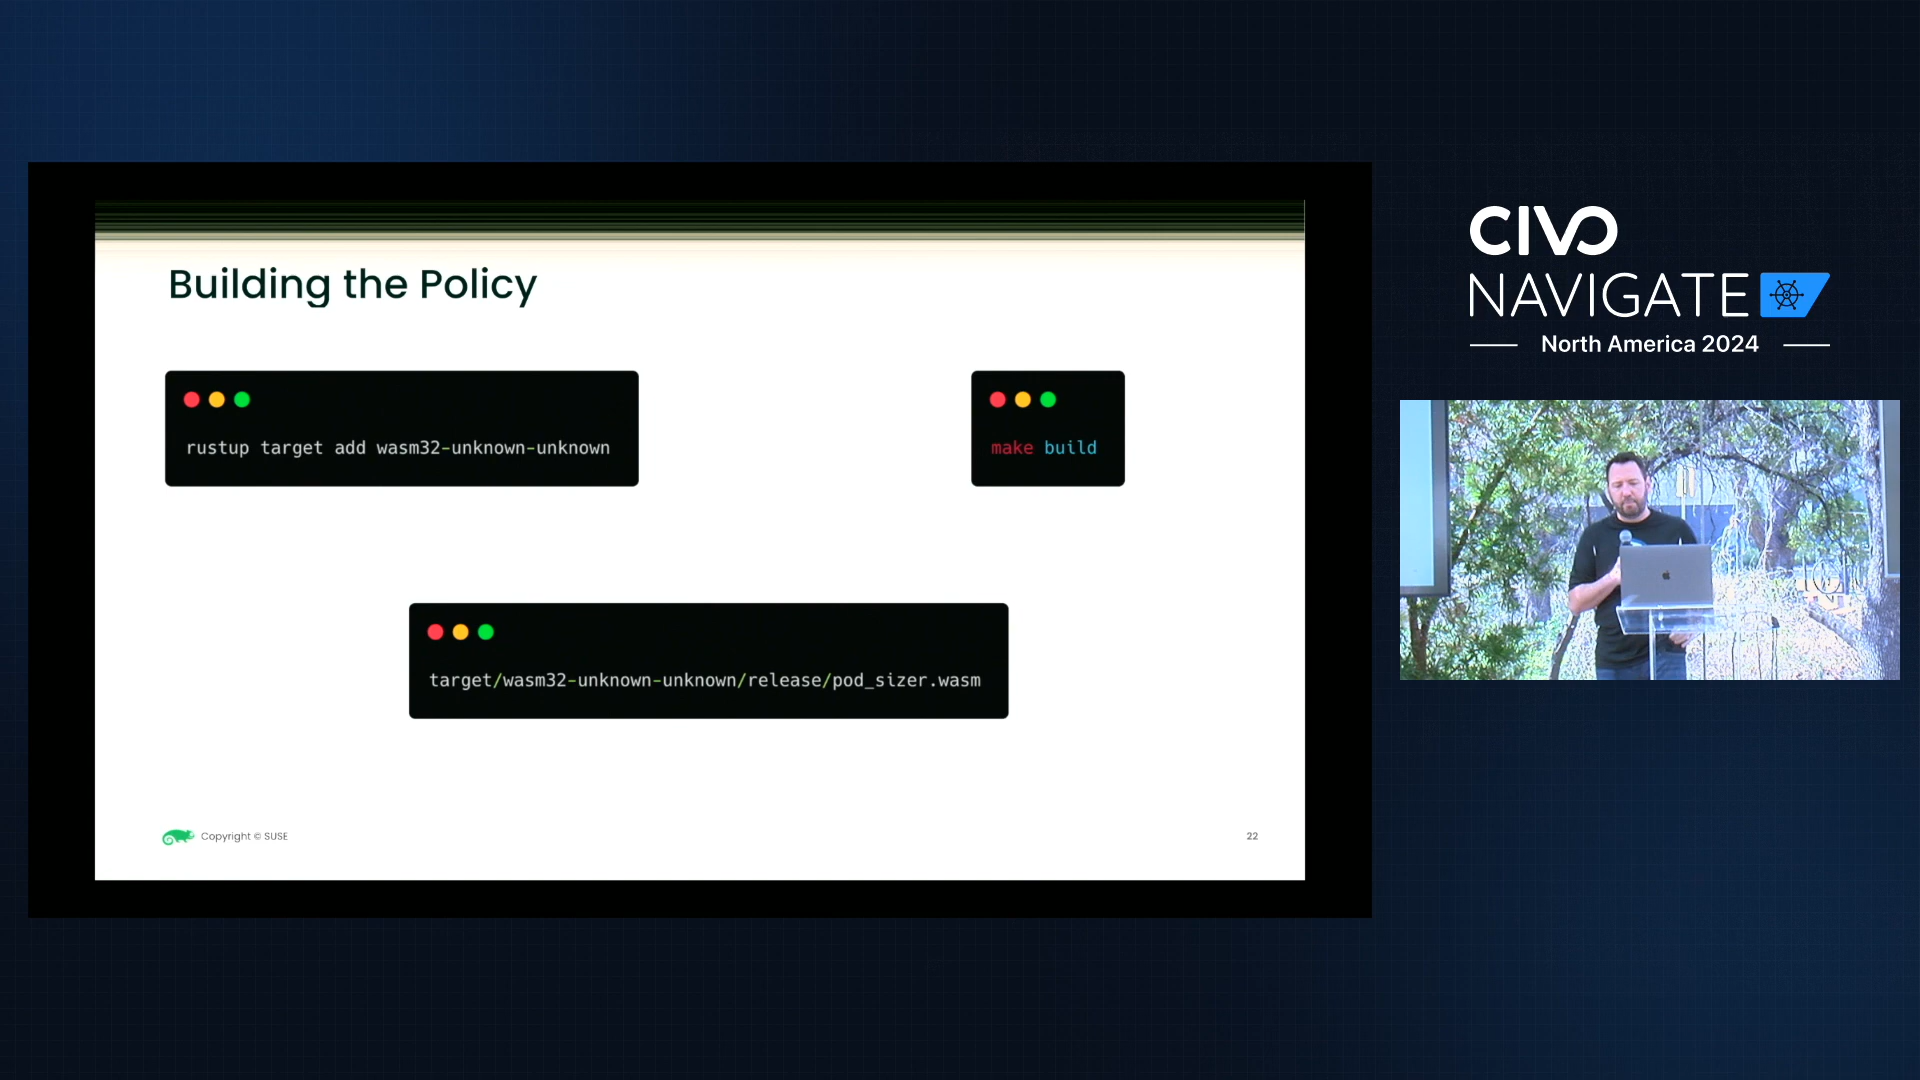 Building the Policy
rustup target add wasm32-unknown-unknown
make build
target/wasm32-unknown-unknown/release/pod_sizer.wasm
Copyright © SUSE
22
CIVO
NAVIGATE
North America 2024